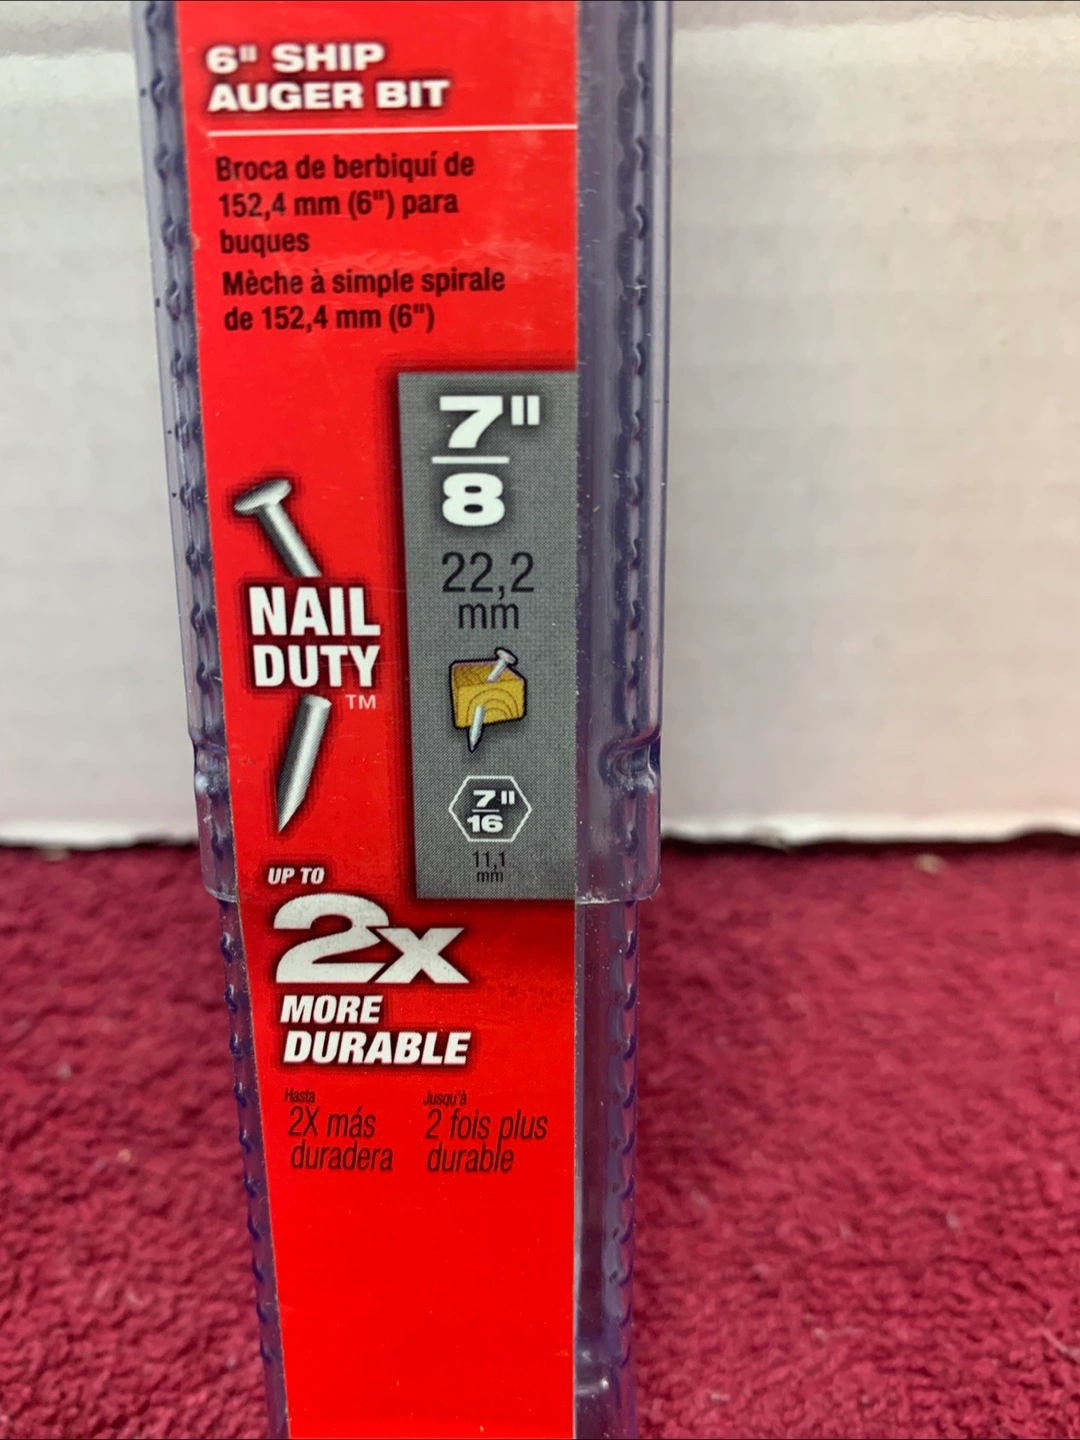 6" SHIP
AUGER BIT
Broca de berbiquí de
152,4 mm (6") para
buques
Mèche à simple spirale
de 152,4 mm (6")
7"
8
22,2
mm
NAIL
DUTY
TM
7"
16
11,1
mm
UP TO
2x
MORE
DURABLE
Hasta
2X más
duradera
Jusqu'à
2 fois plus
durable